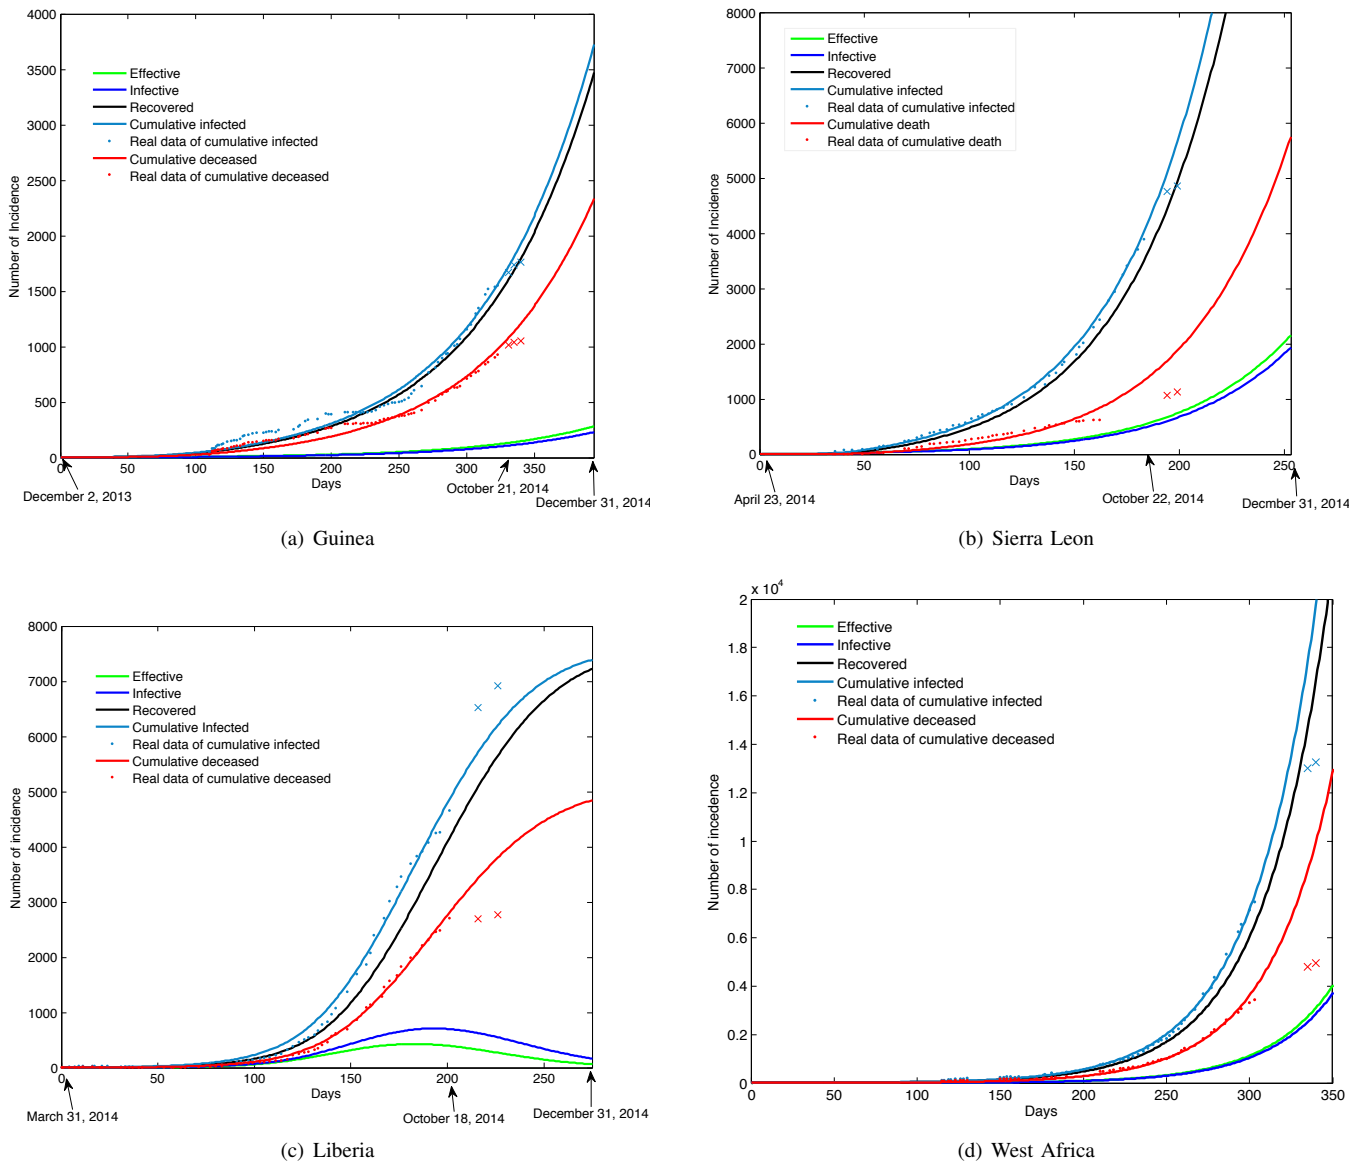 4000
3500
3000
2500
2000
1500
1000
500
0
Number of Incidence
Effective
Infective
Recovered
Cumulative infected
Real data of cumulative infected
Cumulative deceased
Real data of cumulative deceased
0 50 100 150 200 250 300 350
Days
December 2, 2013
October 21, 2014
December 31, 2014
(a) Guinea
8000
7000
6000
5000
4000
3000
2000
1000
0
Number of Incidence
Effective
Infective
Recovered
Cumulative infected
Real data of cumulative infected
Cumulative death
Real data of cumulative death
0 50 100 150 200 250
Days
April 23, 2014
October 22, 2014
Decmber 31, 2014
(b) Sierra Leon
8000
7000
6000
5000
4000
3000
2000
1000
0
Number of incidence
Effective
Infective
Recovered
Cumulative Infected
Real data of cumulative infected
Cumulative deceased
Real data of cumulative deceased
0 50 100 150 200 250
Days
March 31, 2014
October 18, 2014
December 31, 2014
(c) Liberia
x 10⁴
2
1.8
1.6
1.4
1.2
1
0.8
0.6
0.4
0.2
0
Number of incedence
Effective
Infective
Recovered
Cumulative infected
Real data of cumulative infected
Cumulative deceased
Real data of cumulative deceased
0 50 100 150 200 250 300 350
Days
(d) West Africa